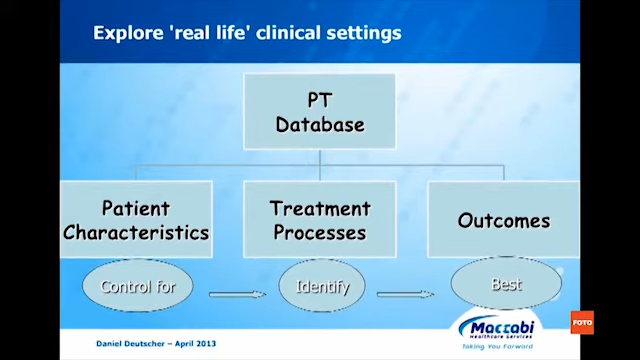 Explore 'real life' clinical settings
PT
Database
Patient
Characteristics
Treatment
Processes
Outcomes
Control for
Identify
Best
Maccabi
Healthcare Services
Taking You Forward
FOTO
Daniel Deutscher – April 2013